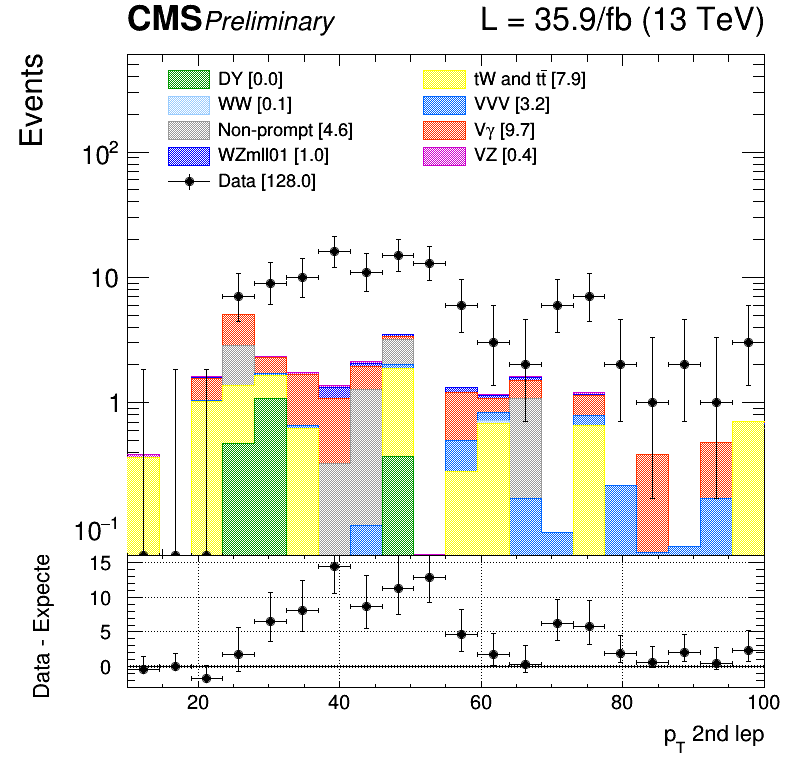 CMS Preliminary L = 35.9/fb (13 TeV)
Events
DY [0.0] tW and tt̄ [7.9]
WW [0.1] VVV [3.2]
Non-prompt [4.6] Vγ [9.7]
WZmll01 [1.0] VZ [0.4]
Data [128.0]
10²
10
1
10⁻¹
Data - Expecte
15
10
5
0
20 40 60 80 100
p_T 2nd lep